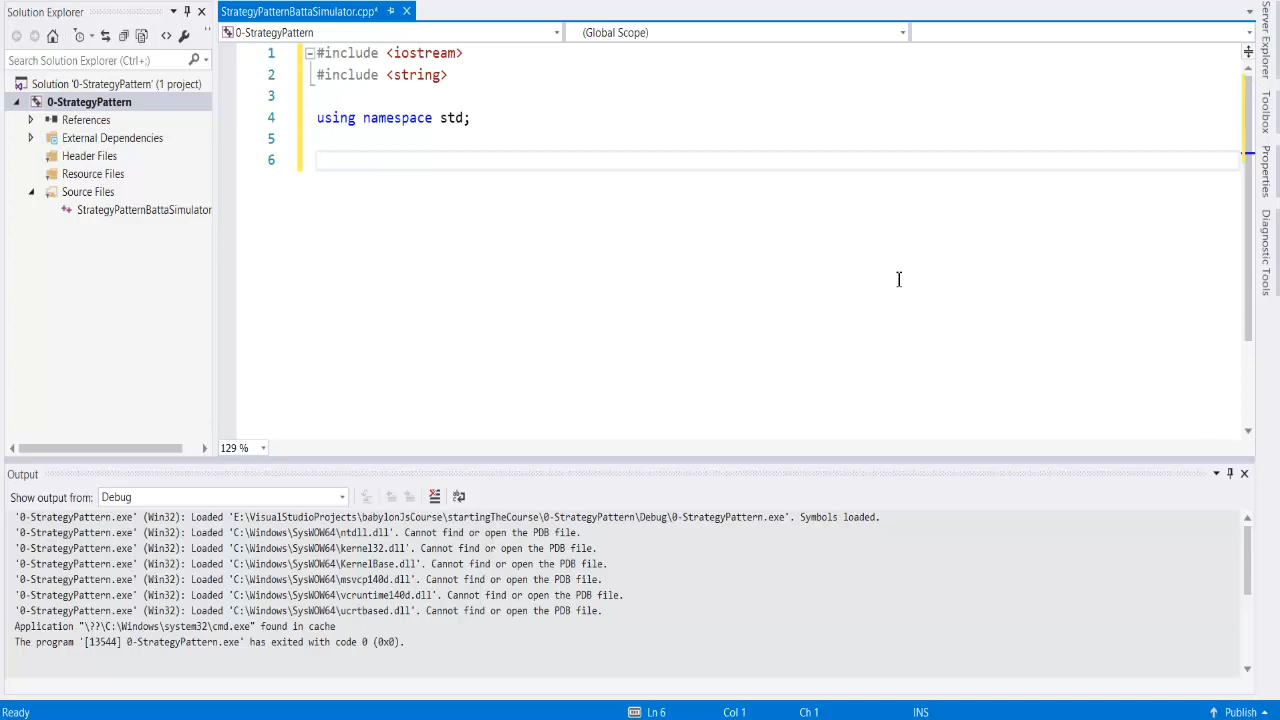 Solution Explorer
StrategyPatternBattaSimulator.cpp*
0-StrategyPattern
(Global Scope)
Search Solution Explorer (Ctrl+;)
Solution '0-StrategyPattern' (1 project)
0-StrategyPattern
References
External Dependencies
Header Files
Resource Files
Source Files
StrategyPatternBattaSimulator
1 #include <iostream>
2 #include <string>
3
4 using namespace std;
5
6
129 %
Server Explorer
Toolbox
Properties
Diagnostic Tools
Output
Show output from: Debug
'0-StrategyPattern.exe' (Win32): Loaded 'E:\VisualStudioProjects\babylonJsCourse\startingTheCourse\0-StrategyPattern\Debug\0-StrategyPattern.exe'. Symbols loaded.
'0-StrategyPattern.exe' (Win32): Loaded 'C:\Windows\SysWOW64\ntdll.dll'. Cannot find or open the PDB file.
'0-StrategyPattern.exe' (Win32): Loaded 'C:\Windows\SysWOW64\kernel32.dll'. Cannot find or open the PDB file.
'0-StrategyPattern.exe' (Win32): Loaded 'C:\Windows\SysWOW64\KernelBase.dll'. Cannot find or open the PDB file.
'0-StrategyPattern.exe' (Win32): Loaded 'C:\Windows\SysWOW64\msvcp140d.dll'. Cannot find or open the PDB file.
'0-StrategyPattern.exe' (Win32): Loaded 'C:\Windows\SysWOW64\vcruntime140d.dll'. Cannot find or open the PDB file.
'0-StrategyPattern.exe' (Win32): Loaded 'C:\Windows\SysWOW64\ucrtbased.dll'. Cannot find or open the PDB file.
Application "\??\C:\Windows\system32\cmd.exe" found in cache
The program '[13544] 0-StrategyPattern.exe' has exited with code 0 (0x0).
Ready
Ln 6
Col 1
Ch 1
INS
Publish